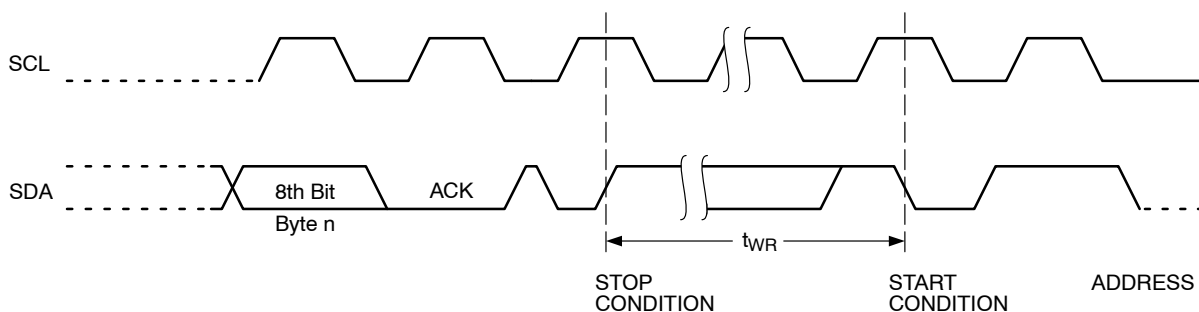 SCL
SDA
8th Bit
Byte n
ACK
tWR
STOP
CONDITION
START
CONDITION
ADDRESS